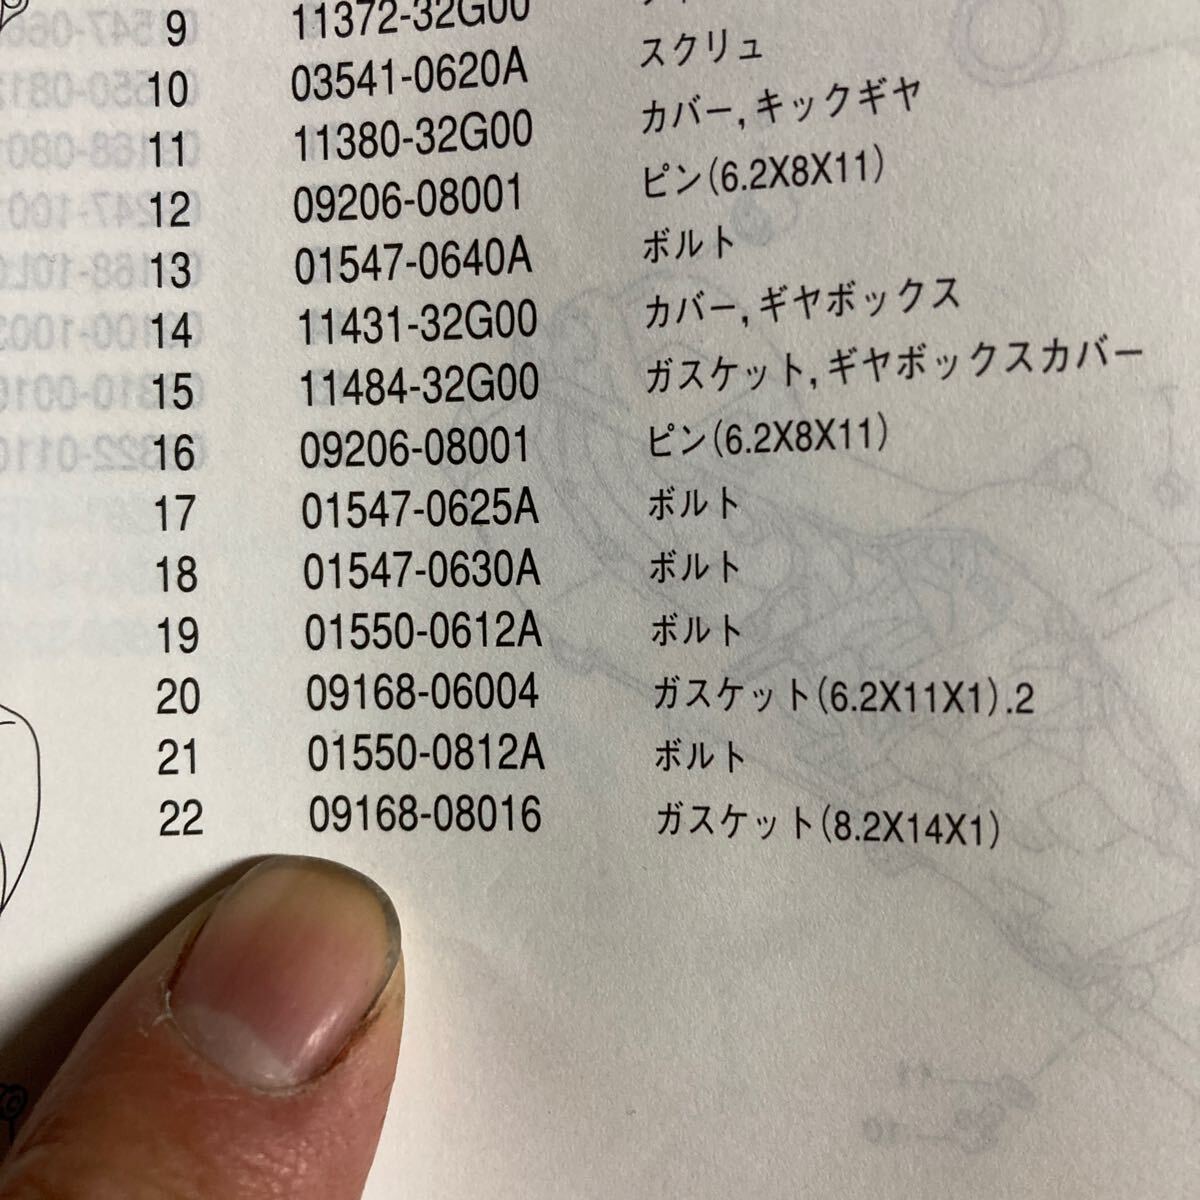 9 11372-32G00
10 03541-0620A スクリュ
11 11380-32G00 カバー,キックギヤ
12 09206-08001 ピン(6.2X8X11)
13 01547-0640A ボルト
14 11431-32G00 カバー,ギヤボックス
15 11484-32G00 ガスケット,ギヤボックスカバー
16 09206-08001 ピン(6.2X8X11)
17 01547-0625A ボルト
18 01547-0630A ボルト
19 01550-0612A ボルト
20 09168-06004 ガスケット(6.2X11X1).2
21 01550-0812A ボルト
22 09168-08016 ガスケット(8.2X14X1)